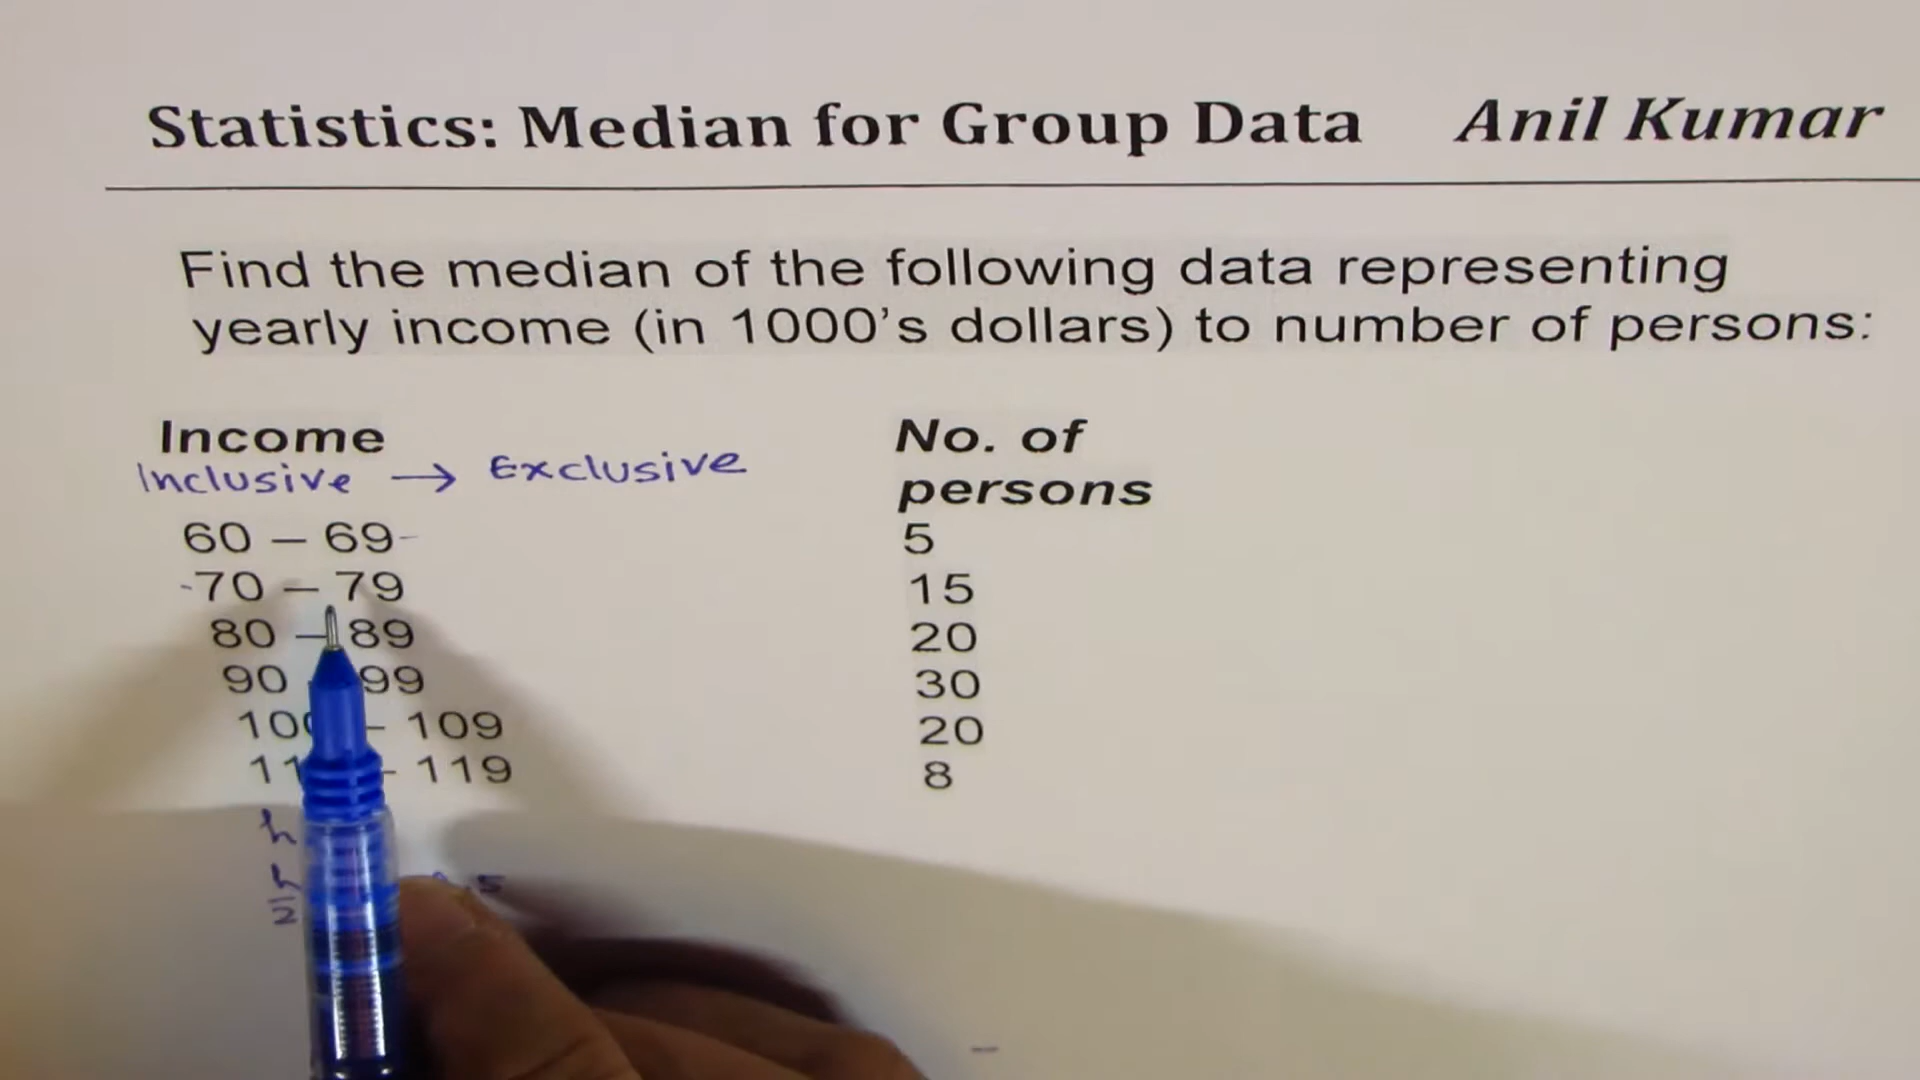 Statistics: Median for Group Data Anil Kumar
Find the median of the following data representing
yearly income (in 1000's dollars) to number of persons:
Income No. of
Inclusive → Exclusive persons
60 – 69 5
70 – 79 15
80 – 89 20
90 – 99 30
– 109 20
– 119 8
h
h/2 .5